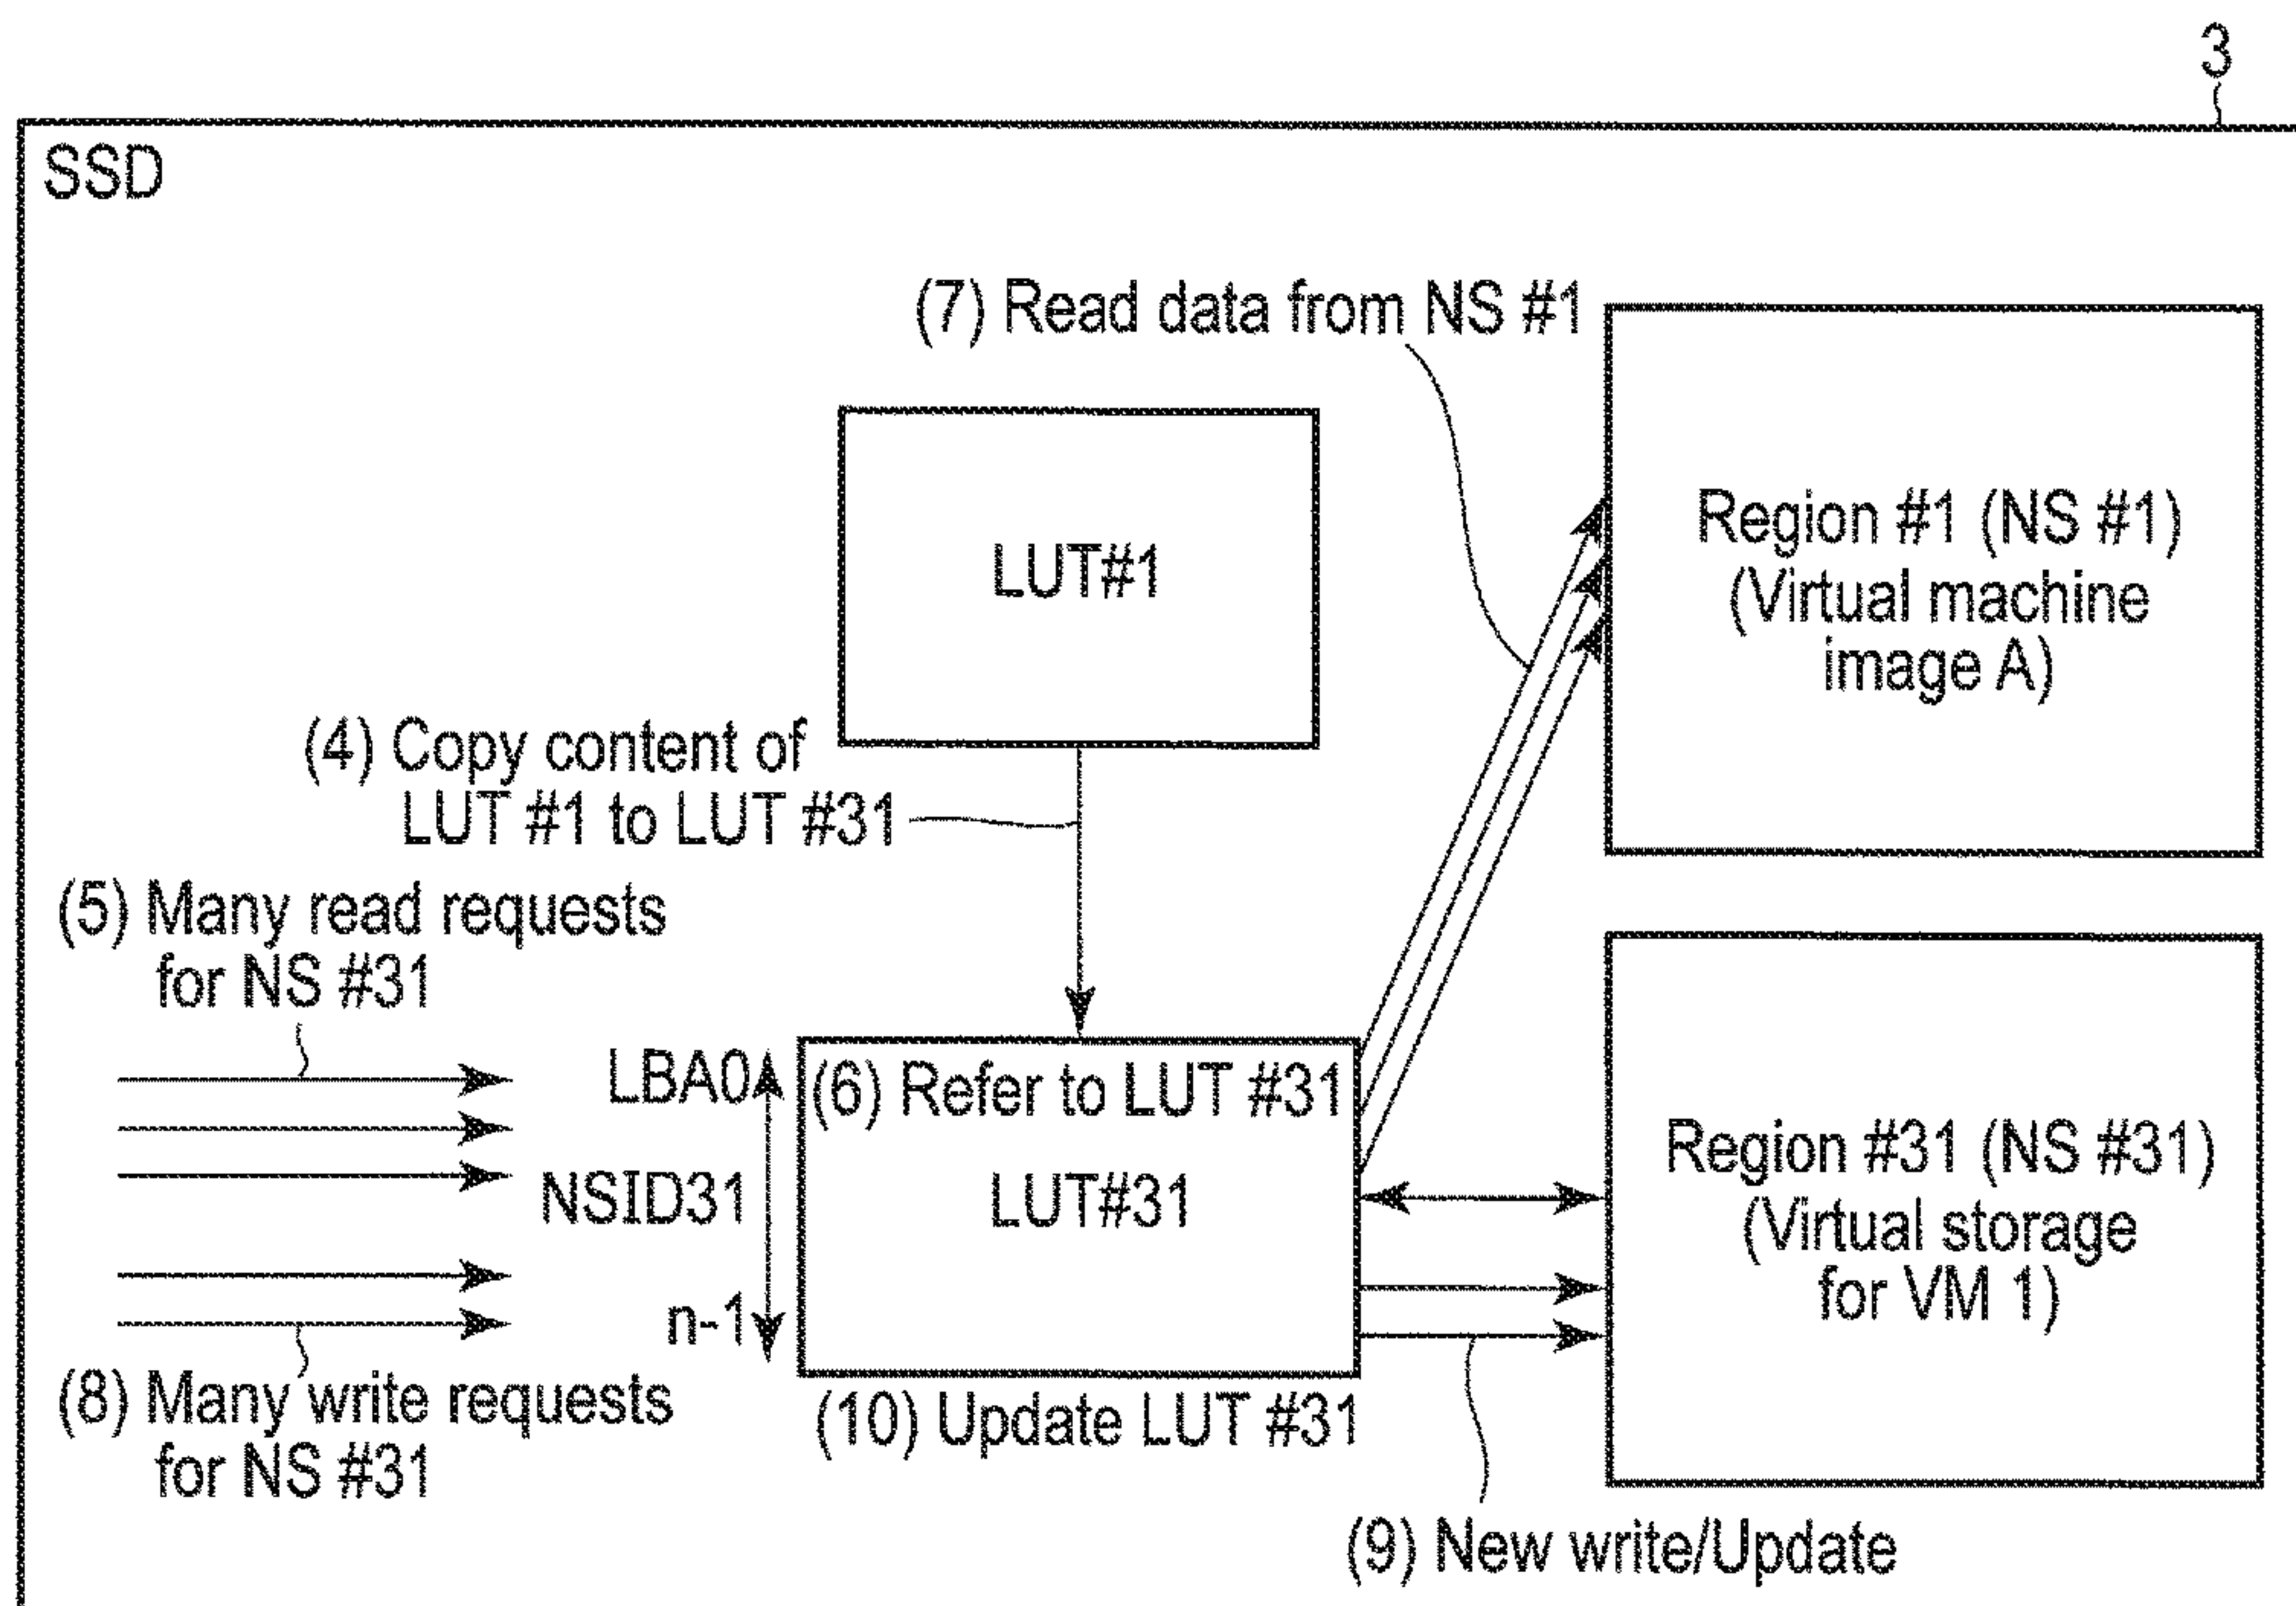 3
SSD
(7) Read data from NS #1
LUT#1
Region #1 (NS #1)
(Virtual machine
image A)
(4) Copy content of
LUT #1 to LUT #31
(5) Many read requests
for NS #31
LBA0
NSID31
n-1
(6) Refer to LUT #31
LUT#31
Region #31 (NS #31)
(Virtual storage
for VM 1)
(8) Many write requests
for NS #31
(10) Update LUT #31
(9) New write/Update